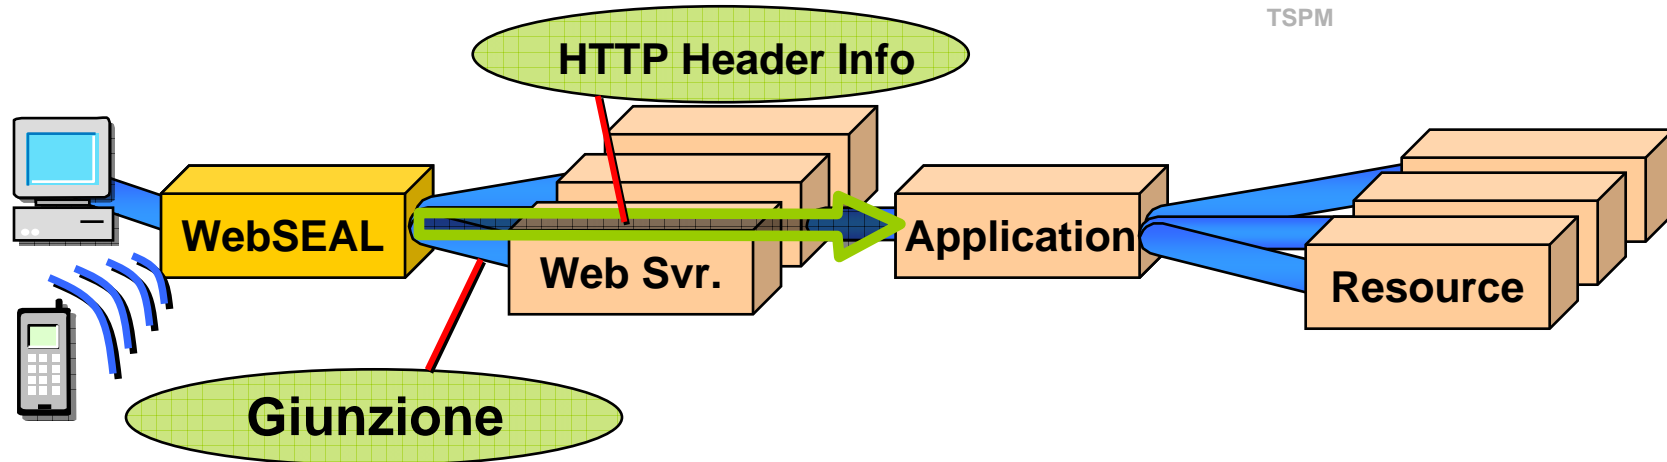 TSPM
HTTP Header Info
WebSEAL
Web Svr.
Application
Resource
Giunzione